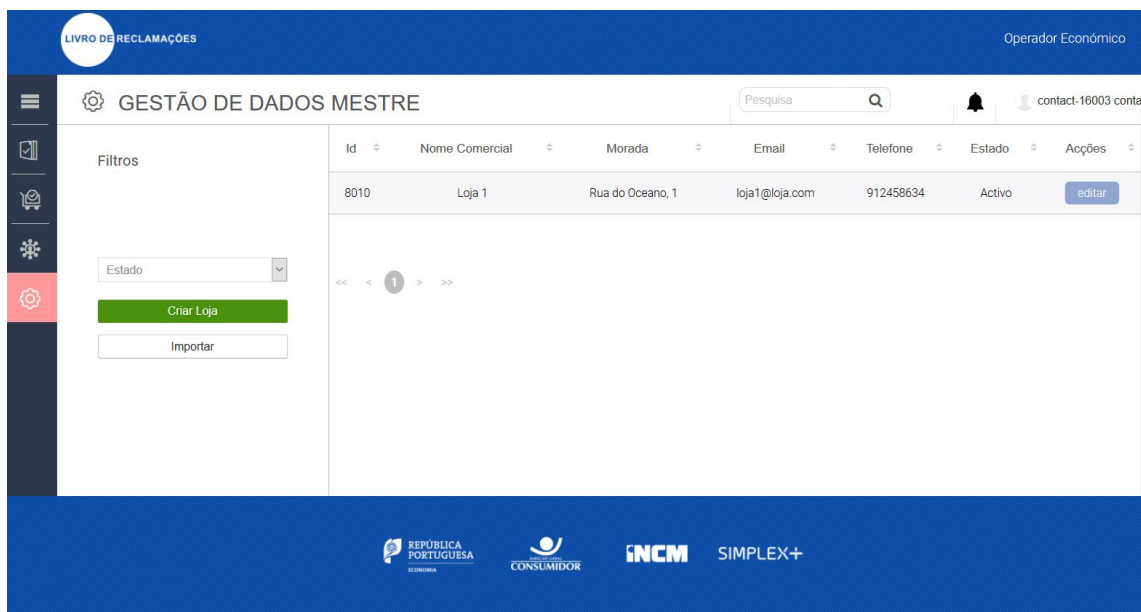 LIVRO DE RECLAMAÇÕES
Operador Económico
GESTÃO DE DADOS MESTRE
Pesquisa
contact-16003 conta
Filtros
Estado
Criar Loja
Importar
Id Nome Comercial Morada Email Telefone Estado Acções
8010 Loja 1 Rua do Oceano, 1 loja1@loja.com 912458634 Activo editar
<< < 1 > >>
REPÚBLICA
PORTUGUESA
ECONOMIA
DIREÇÃO-GERAL
CONSUMIDOR
INCM
SIMPLEX+